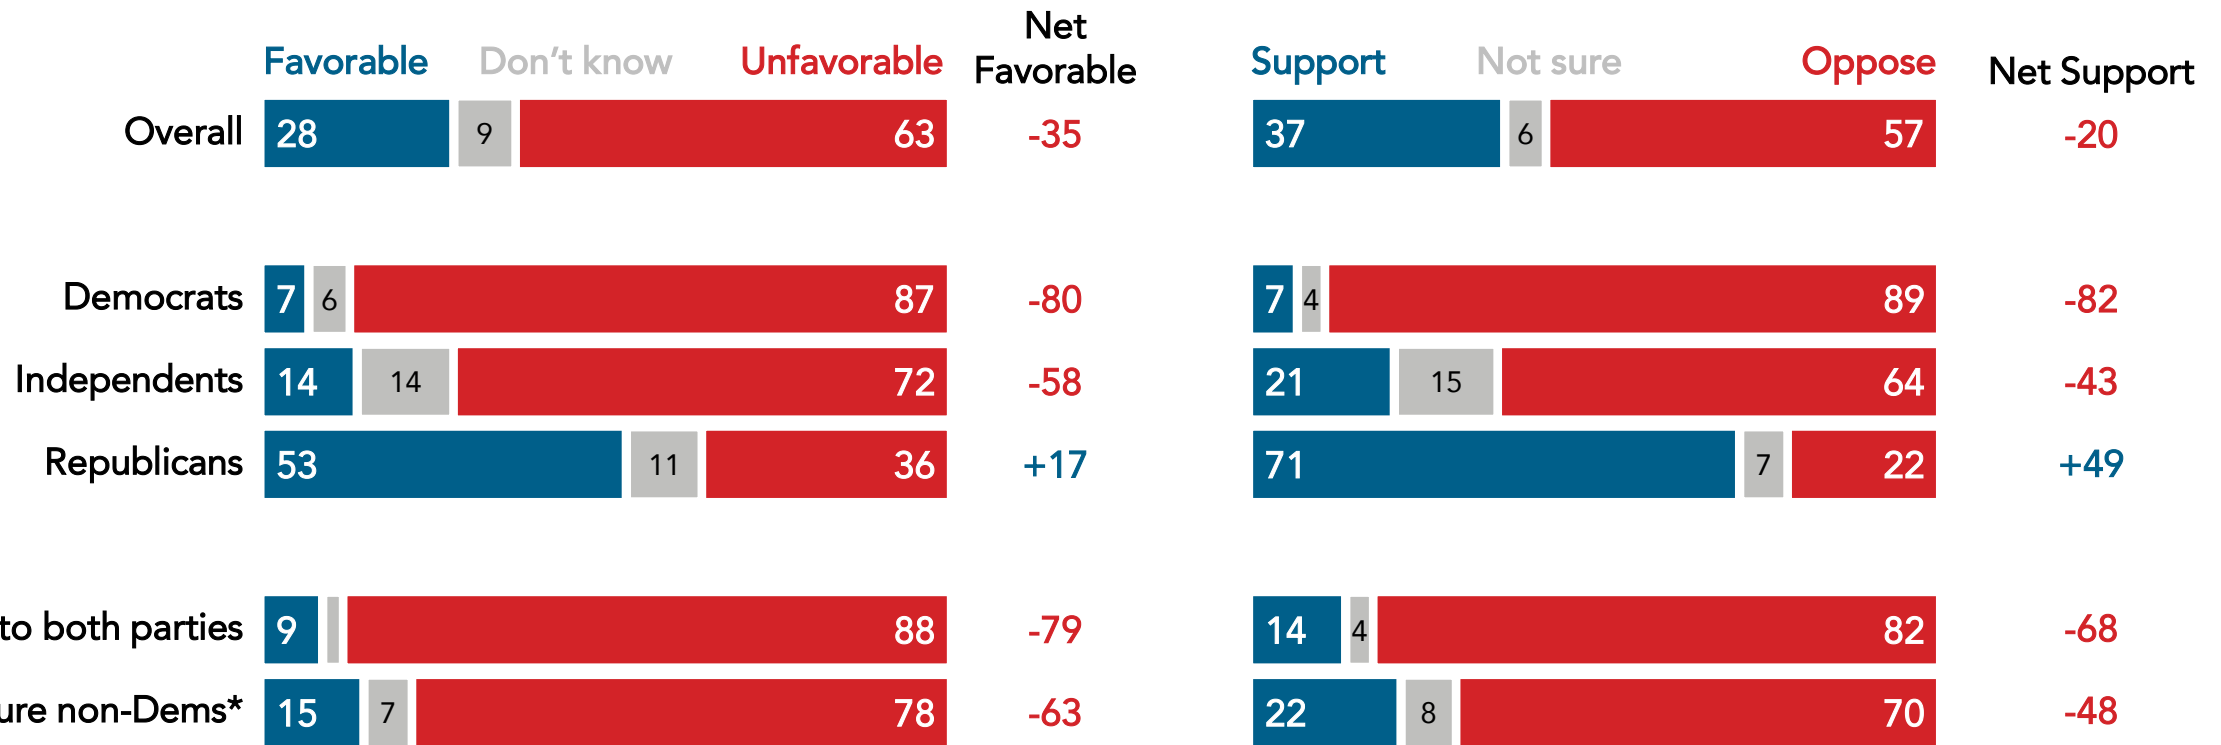 Favorable Don't know Unfavorable Net Favorable Support Not sure Oppose Net Support
Overall 28 9 63 -35 37 6 57 -20
Democrats 7 6 87 -80 7 4 89 -82
Independents 14 14 72 -58 21 15 64 -43
Republicans 53 11 36 +17 71 7 22 +49
to both parties 9 88 -79 14 4 82 -68
non-Dems* 15 7 78 -63 22 8 70 -48